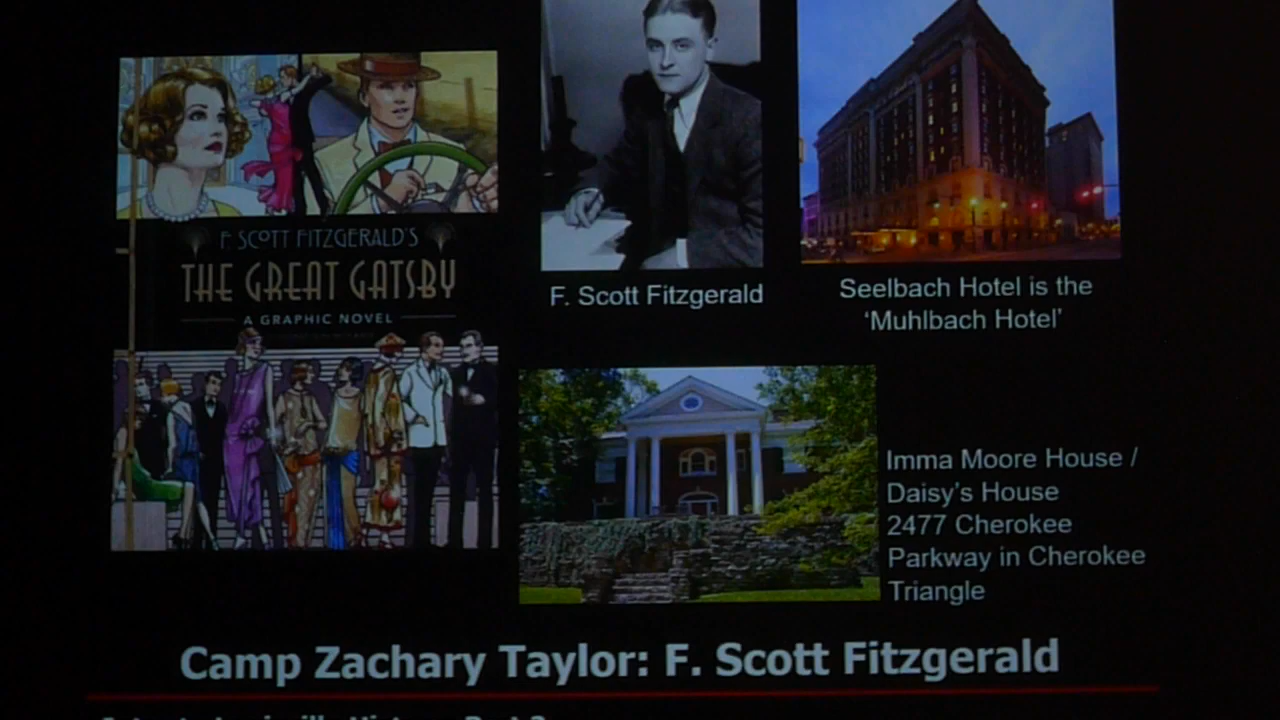 F. SCOTT FITZGERALD'S
THE GREAT GATSBY
A GRAPHIC NOVEL
F. Scott Fitzgerald
Seelbach Hotel is the
‘Muhlbach Hotel’
Imma Moore House /
Daisy's House
2477 Cherokee
Parkway in Cherokee
Triangle
Camp Zachary Taylor: F. Scott Fitzgerald